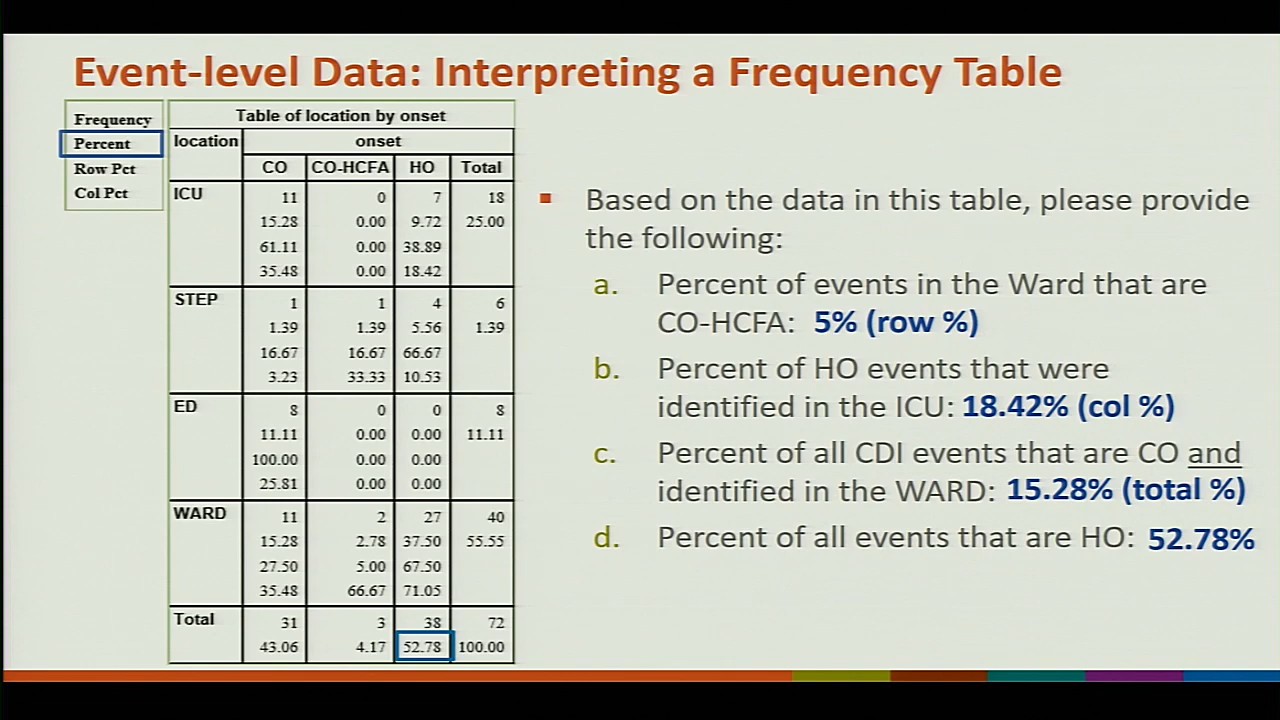 Event-level Data: Interpreting a Frequency Table
Frequency
Percent
Row Pct
Col Pct
Table of location by onset
location onset
CO CO-HCFA HO Total
ICU 11 0 7 18
15.28 0.00 9.72 25.00
61.11 0.00 38.89
35.48 0.00 18.42
STEP 1 1 4 6
1.39 1.39 5.56 1.39
16.67 16.67 66.67
3.23 33.33 10.53
ED 8 0 0 8
11.11 0.00 0.00 11.11
100.00 0.00 0.00
25.81 0.00 0.00
WARD 11 2 27 40
15.28 2.78 37.50 55.55
27.50 5.00 67.50
35.48 66.67 71.05
Total 31 3 38 72
43.06 4.17 52.78 100.00
Based on the data in this table, please provide
the following:
a. Percent of events in the Ward that are
CO-HCFA: 5% (row %)
b. Percent of HO events that were
identified in the ICU: 18.42% (col %)
c. Percent of all CDI events that are CO and
identified in the WARD: 15.28% (total %)
d. Percent of all events that are HO: 52.78%